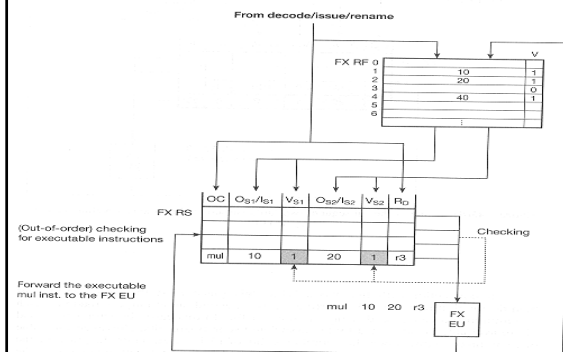 From decode/issue/rename
V
FX RF 0
1 10 1
2 20 1
3 0
4 40 1
5
6
OC OS1/IS1 VS1 OS2/IS2 VS2 RD
FX RS
(Out-of-order) checking
for executable instructions
Checking
mul 10 1 20 1 r3
Forward the executable
mul inst. to the FX EU
mul 10 20 r3
FX
EU